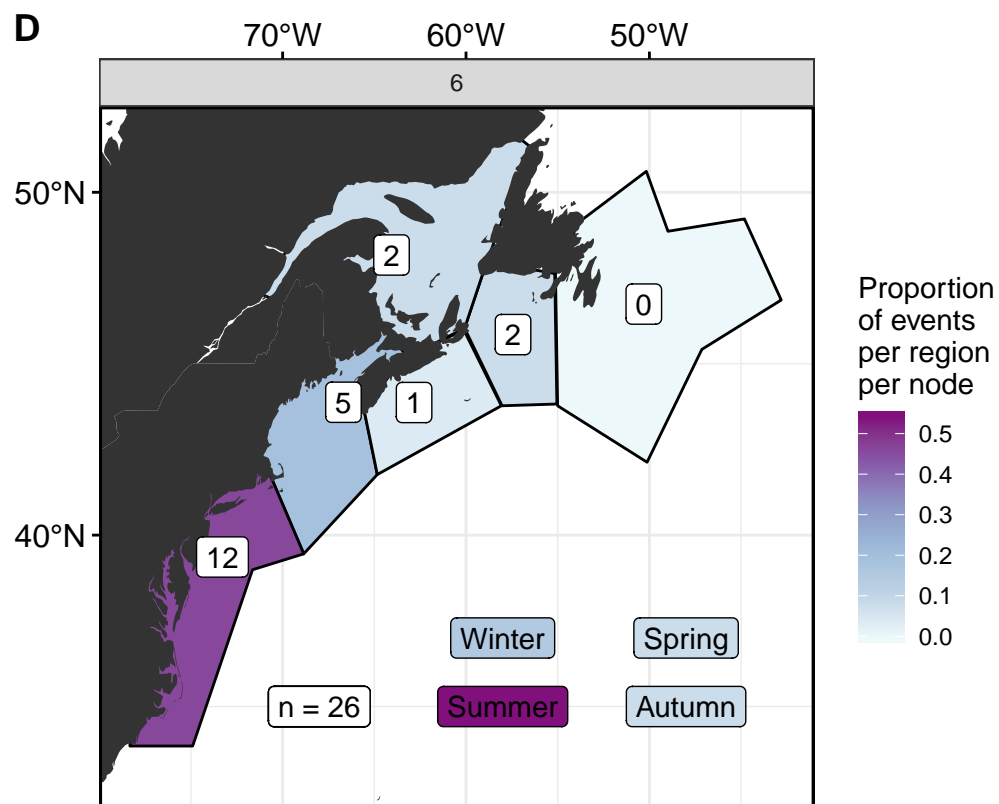 D
70°W 60°W 50°W
6
50°N
40°N
2
0
2
5
1
12
Winter Spring
n = 26 Summer Autumn
Proportion
of events
per region
per node
0.5
0.4
0.3
0.2
0.1
0.0